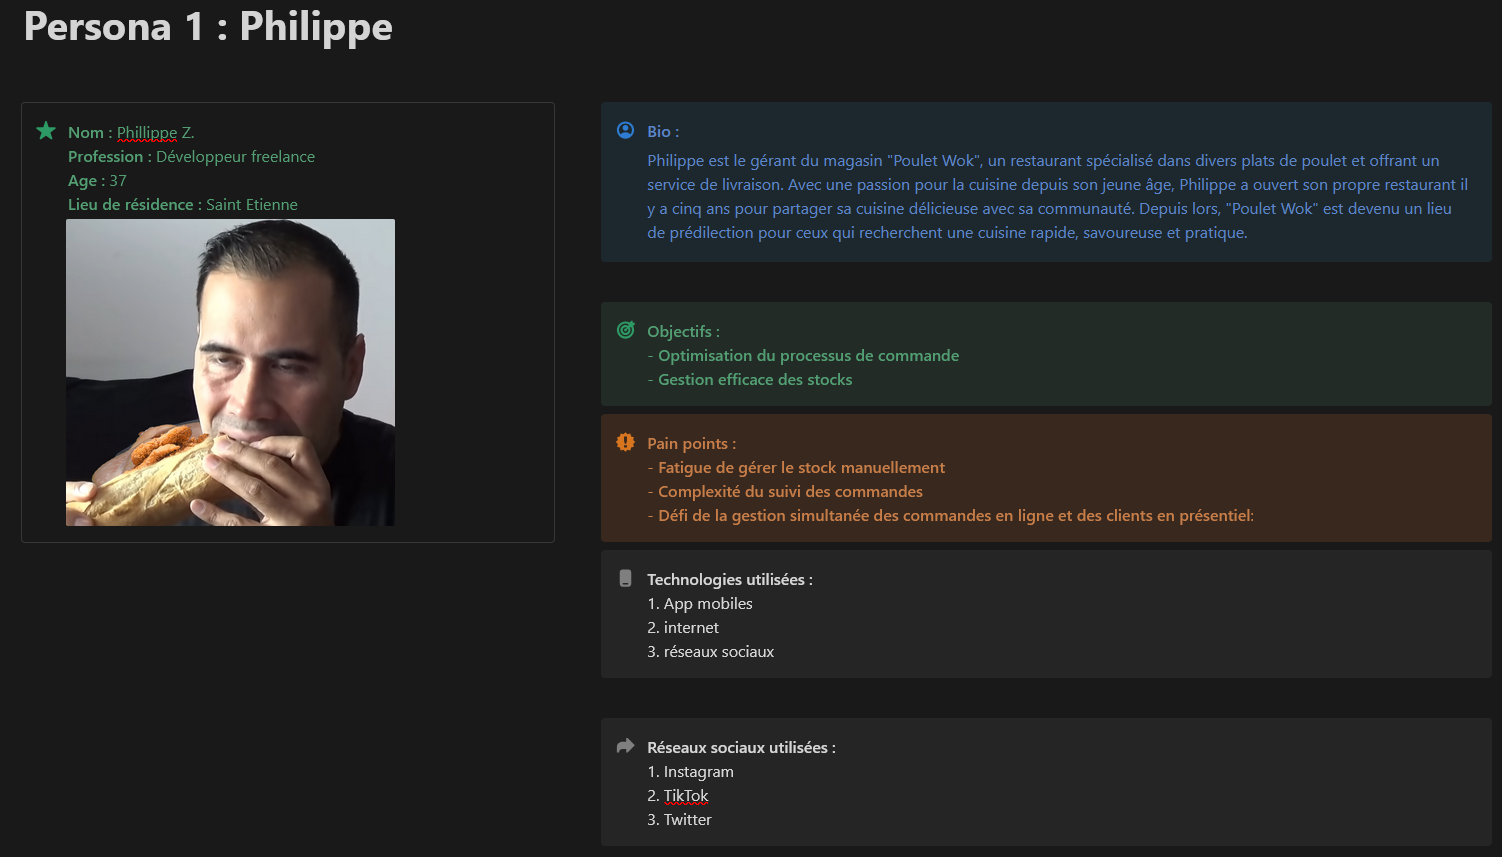 Persona 1 : Philippe
Nom : Phillippe Z.
Profession : Développeur freelance
Age : 37
Lieu de résidence : Saint Etienne
Bio :
Philippe est le gérant du magasin "Poulet Wok", un restaurant spécialisé dans divers plats de poulet et offrant un
service de livraison. Avec une passion pour la cuisine depuis son jeune âge, Philippe a ouvert son propre restaurant il
y a cinq ans pour partager sa cuisine délicieuse avec sa communauté. Depuis lors, "Poulet Wok" est devenu un lieu
de prédilection pour ceux qui recherchent une cuisine rapide, savoureuse et pratique.
Objectifs :
- Optimisation du processus de commande
- Gestion efficace des stocks
Pain points :
- Fatigue de gérer le stock manuellement
- Complexité du suivi des commandes
- Défi de la gestion simultanée des commandes en ligne et des clients en présentiel:
Technologies utilisées :
1. App mobiles
2. internet
3. réseaux sociaux
Réseaux sociaux utilisées :
1. Instagram
2. TikTok
3. Twitter